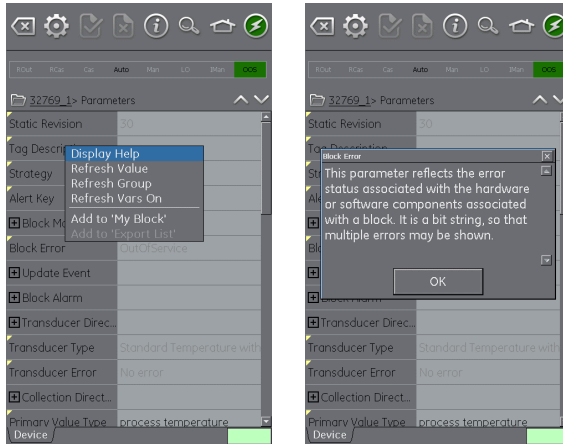 ROut RCas Cas Auto Man LO IMan OOS
32769_1> Parameters
Static Revision 30
Tag Descrip
Strategy
Alert Key
Display Help
Refresh Value
Refresh Group
Refresh Vars On
Add to 'My Block'
Add to 'Export List'
Block Mo
Block Error OutOfService
Update Event
Block Alarm
Transducer Direc...
Transducer Type Standard Temperature with
Transducer Error No error
Collection Direct...
Primary Value Type process temperature
Device
ROut RCas Cas Auto Man LO IMan OOS
32769_1> Parameters
Static Revision 30
Tag Description
Block Error
This parameter reflects the error
status associated with the hardware
or software components associated
with a block. It is a bit string, so that
multiple errors may be shown.
OK
Block Alarm
Transducer Direc...
Transducer Type Standard Temperature with
Transducer Error No error
Collection Direct...
Primary Value Type process temperature
Device